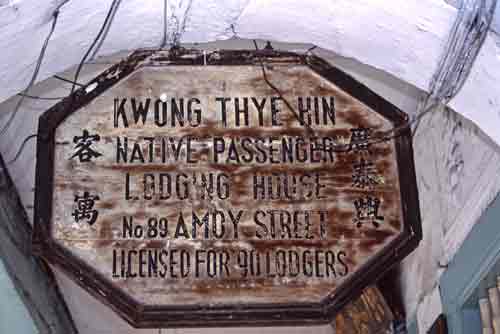 KWONG THYE HIN
NATIVE PASSENGER
LODGING HOUSE
No 89 AMOY STREET
LICENSED FOR 90 LODGERS
廣泰興
客寓